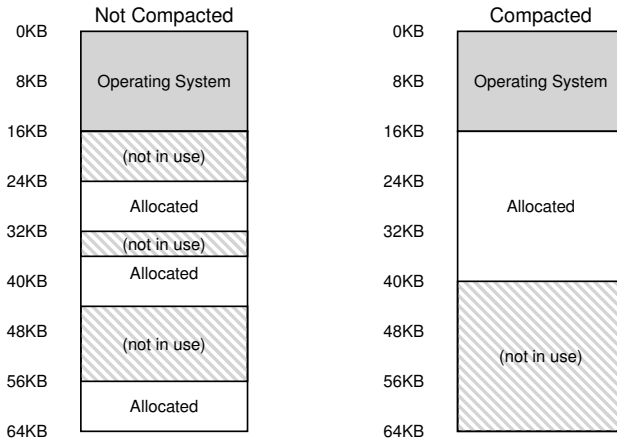 Not Compacted
0KB
8KB
Operating System
16KB
(not in use)
24KB
Allocated
32KB
(not in use)
Allocated
40KB
48KB
(not in use)
56KB
Allocated
64KB
Compacted
0KB
8KB
Operating System
16KB
24KB
Allocated
32KB
40KB
48KB
(not in use)
56KB
64KB